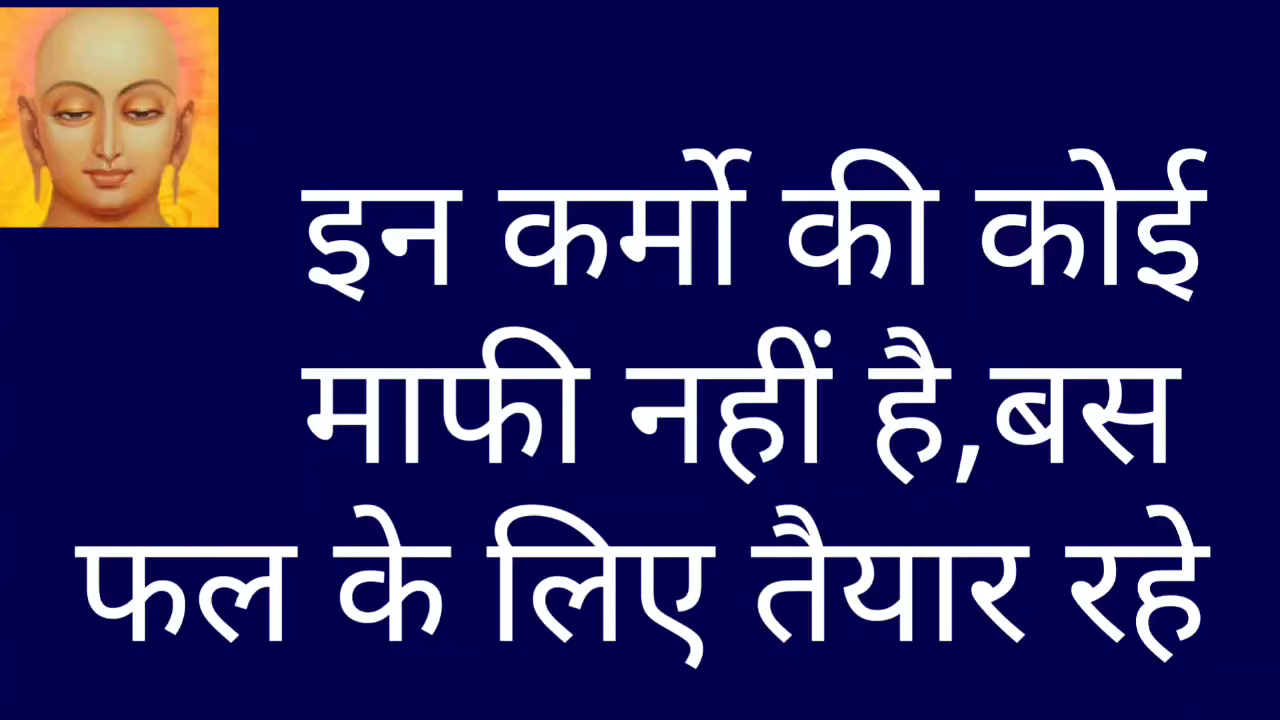 इन कर्मो की कोई
माफी नहीं है,बस
फल के लिए तैयार रहे